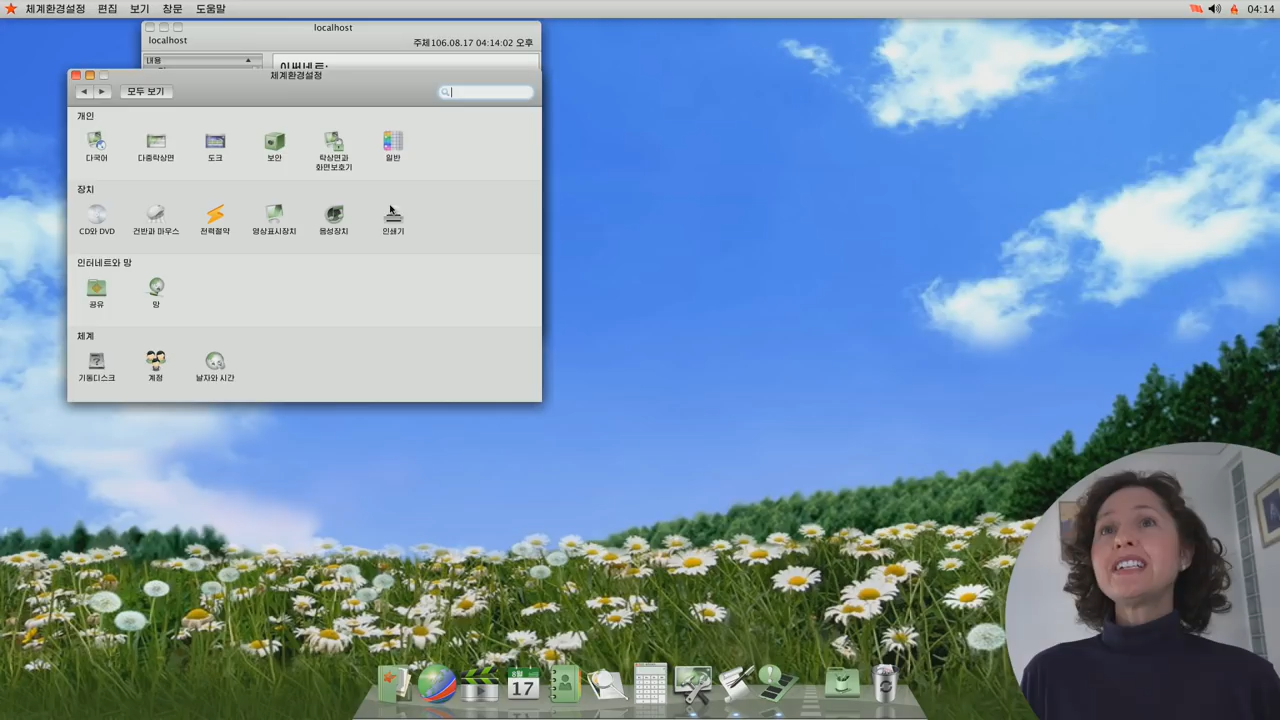 체계환경설정 편집 보기 창문 도움말 04:14
localhost
localhost 주체106.08.17 04:14:02 오후
내용
이써네트:
체계환경설정
모두 보기
개인
다국어 다중탁상면 도크 보안 탁상면과 화면보호기 일반
장치
CD와 DVD 건반과 마우스 전력절약 영상표시장치 음성장치 인쇄기
인터네트와 망
공유 망
체계
기동디스크 계정 날자와 시간
8월
17